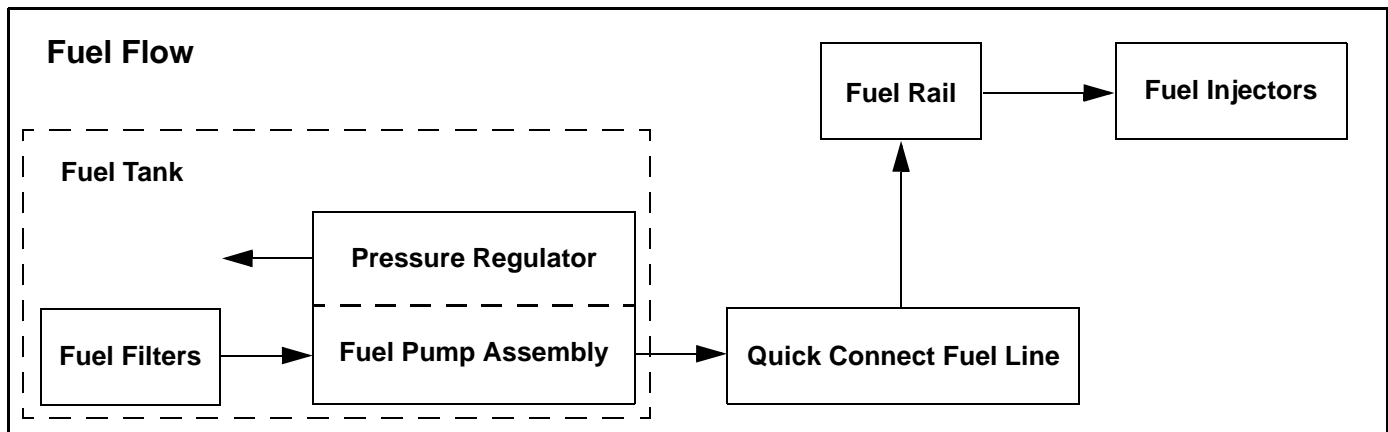 Fuel Flow
Fuel Rail
Fuel Injectors
Fuel Tank
Pressure Regulator
Fuel Filters
Fuel Pump Assembly
Quick Connect Fuel Line